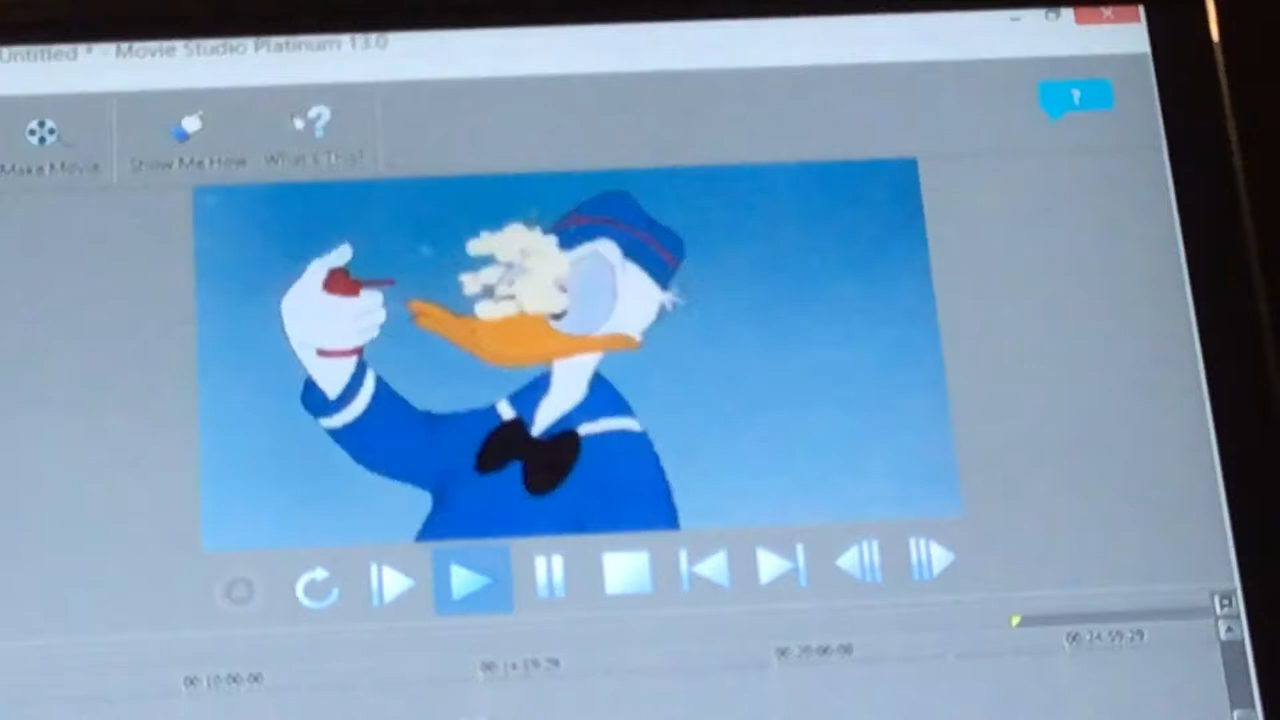 Untitled * - Movie Studio Platinum 13.0
?
Make Movie
Show Me How
What's This?
00:10:00:00
00:14:59:29
00:20:00:00
00:24:59:29